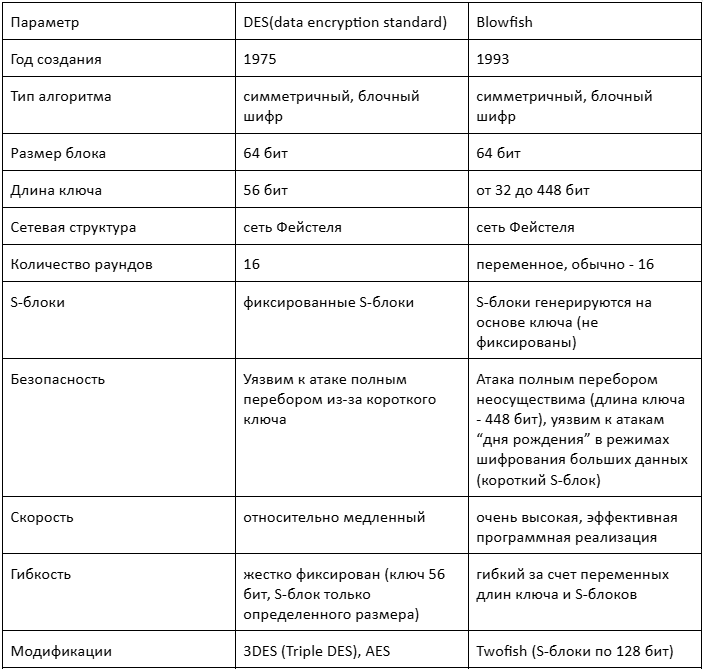 Параметр
DES(data encryption standard)
Blowfish
Год создания
1975
1993
Тип алгоритма
симметричный, блочный
шифр
симметричный, блочный
шифр
Размер блока
64 бит
64 бит
Длина ключа
56 бит
от 32 до 448 бит
Сетевая структура
сеть Фейстеля
сеть Фейстеля
Количество раундов
16
переменное, обычно - 16
S-блоки
фиксированные S-блоки
S-блоки генерируются на
основе ключа (не
фиксированы)
Безопасность
Уязвим к атаке полным
перебором из-за короткого
ключа
Атака полным перебором
неосуществима (длина ключа
- 448 бит), уязвим к атакам
“дня рождения” в режимах
шифрования больших данных
(короткий S-блок)
Скорость
относительно медленный
очень высокая, эффективная
программная реализация
Гибкость
жестко фиксирован (ключ 56
бит, S-блок только
определенного размера)
гибкий за счет переменных
длин ключа и S-блоков
Модификации
3DES (Triple DES), AES
Twofish (S-блоки по 128 бит)